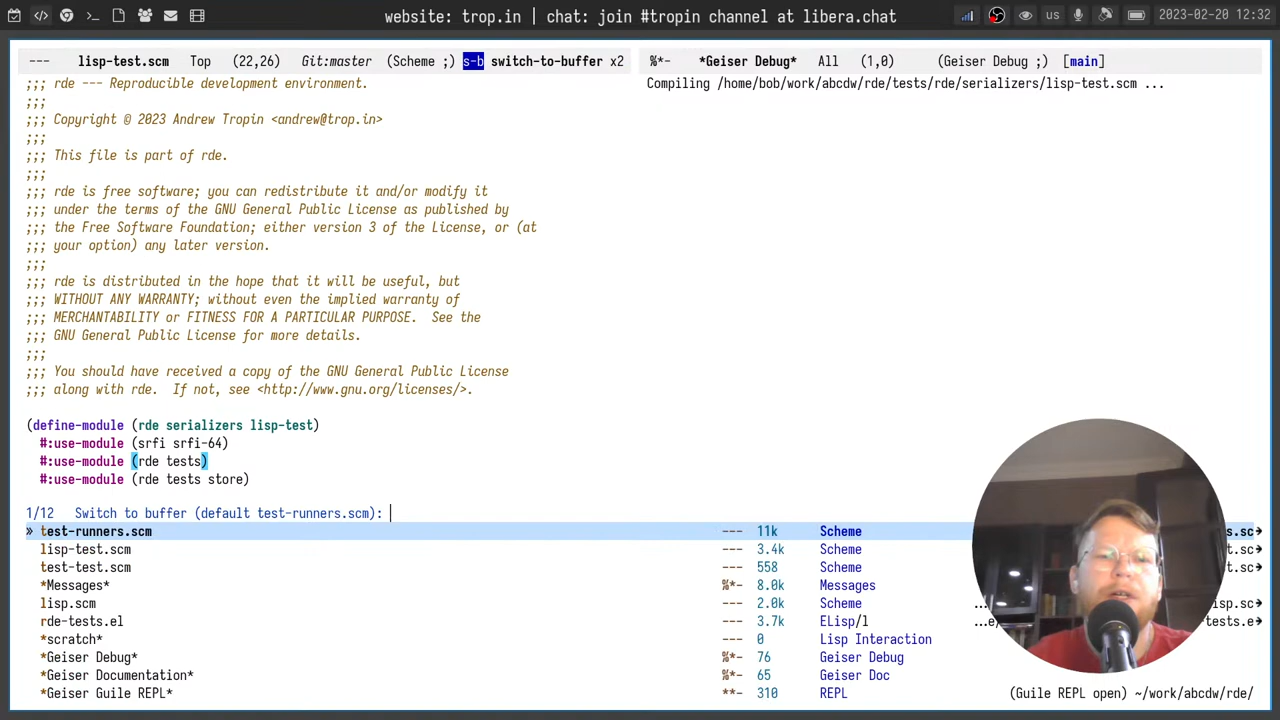 website: trop.in | chat: join #tropin channel at libera.chat
us
2023-02-20 12:32
--- lisp-test.scm Top (22,26) Git:master (Scheme ;) s-b switch-to-buffer x2
%*- *Geiser Debug* All (1,0) (Geiser Debug ;) [main]
;;; rde --- Reproducible development environment.
;;;
;;; Copyright @ 2023 Andrew Tropin <andrew@trop.in>
;;;
;;; This file is part of rde.
;;;
;;; rde is free software; you can redistribute it and/or modify it
;;; under the terms of the GNU General Public License as published by
;;; the Free Software Foundation; either version 3 of the License, or (at
;;; your option) any later version.
;;;
;;; rde is distributed in the hope that it will be useful, but
;;; WITHOUT ANY WARRANTY; without even the implied warranty of
;;; MERCHANTABILITY or FITNESS FOR A PARTICULAR PURPOSE.  See the
;;; GNU General Public License for more details.
;;;
;;; You should have received a copy of the GNU General Public License
;;; along with rde.  If not, see <http://www.gnu.org/licenses/>.
(define-module (rde serializers lisp-test)
#:use-module (srfi srfi-64)
#:use-module (rde tests)
#:use-module (rde tests store)
Compiling /home/bob/work/abcdw/rde/tests/rde/serializers/lisp-test.scm ...
1/12 Switch to buffer (default test-runners.scm):
» test-runners.scm --- 11k Scheme s.sc
lisp-test.scm --- 3.4k Scheme t.sc
test-test.scm --- 558 Scheme t.sc
*Messages* %*- 8.0k Messages
lisp.scm --- 2.0k Scheme … isp.sc
rde-tests.el --- 3.7k ELisp/l …e/ tests.e
*scratch* --- 0 Lisp Interaction
*Geiser Debug* %*- 76 Geiser Debug
*Geiser Documentation* %*- 65 Geiser Doc
*Geiser Guile REPL* **- 310 REPL (Guile REPL open) ~/work/abcdw/rde/